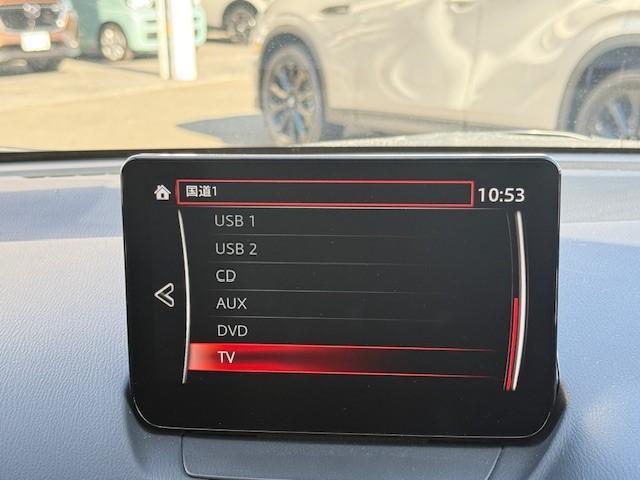 国道1
10:53
USB 1
USB 2
CD
AUX
DVD
TV